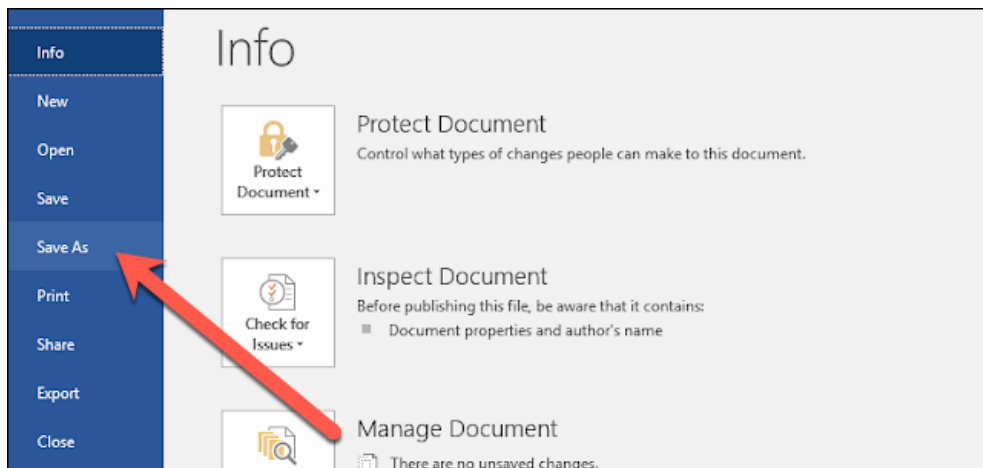 Info
New
Open
Save
Save As
Print
Share
Export
Close
Info
Protect
Document
Protect Document
Control what types of changes people can make to this document.
Check for
Issues
Inspect Document
Before publishing this file, be aware that it contains:
Document properties and author's name
Manage Document
There are no unsaved changes.